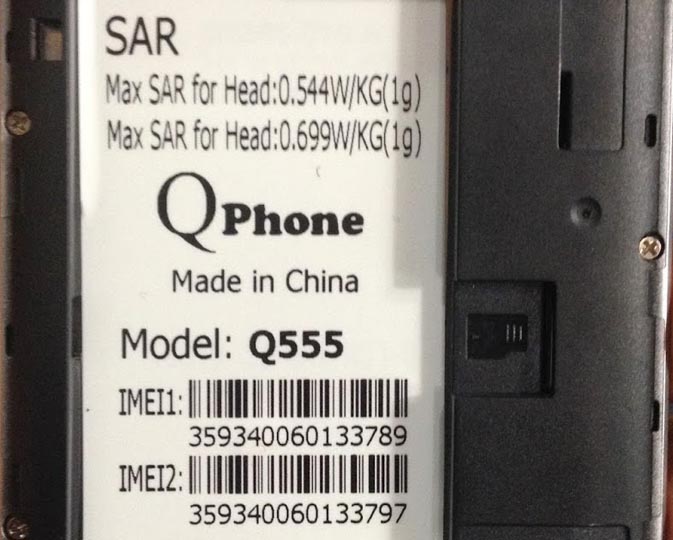 SAR
Max SAR for Head:0.544W/KG(1g)
Max SAR for Head:0.699W/KG(1g)
QPhone
Made in China
Model: Q555
IMEI1:
359340060133789
IMEI2:
359340060133797